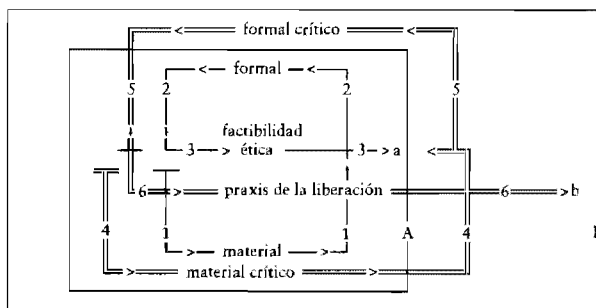 formal crítico
formal
5 2 2 5
factibilidad
3 ética 3 a
6 praxis de la liberación 6 b
4 1 1 A 4
material
material crítico